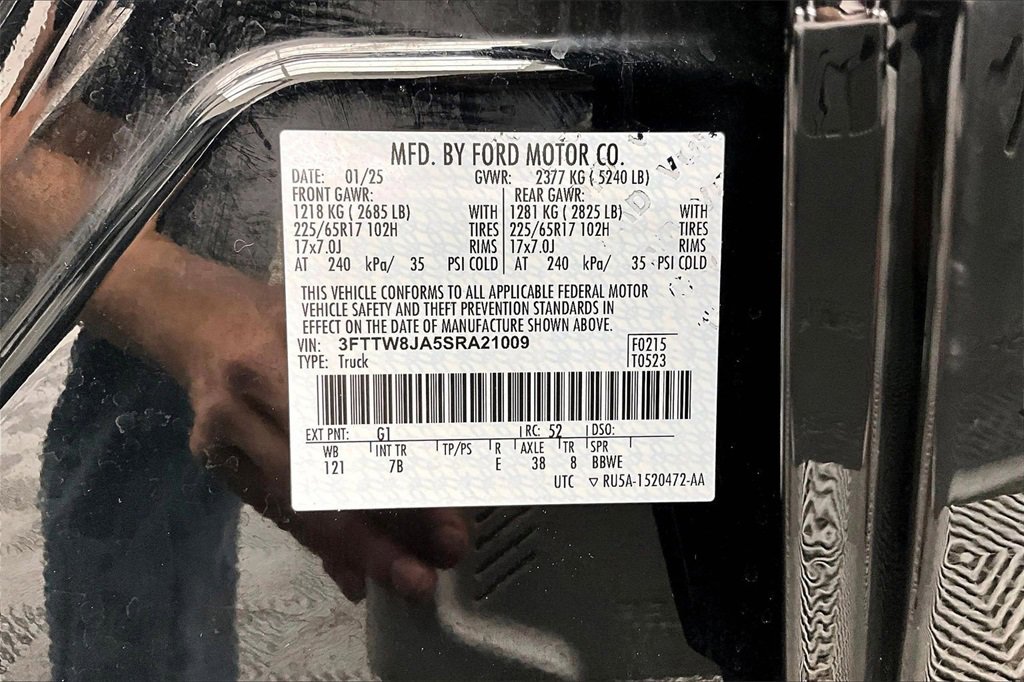 MFD. BY FORD MOTOR CO.
DATE: 01/25 GVWR: 2377 KG ( 5240 LB)
FRONT GAWR: REAR GAWR:
1218 KG ( 2685 LB) WITH 1281 KG ( 2825 LB) WITH
225/65R17 102H TIRES 225/65R17 102H TIRES
17x7.0J RIMS 17x7.0J RIMS
AT 240 kPa/ 35 PSI COLD AT 240 kPa/ 35 PSI COLD
THIS VEHICLE CONFORMS TO ALL APPLICABLE FEDERAL MOTOR
VEHICLE SAFETY AND THEFT PREVENTION STANDARDS IN
EFFECT ON THE DATE OF MANUFACTURE SHOWN ABOVE.
VIN: 3FTTW8JA5SRA21009 F0215
TYPE: Truck T0523
EXT PNT: G1 RC: 52 DSO:
WB INT TR TP/PS R AXLE TR SPR
121 7B E 38 8 BBWE
UTC ▽ RU5A-1520472-AA